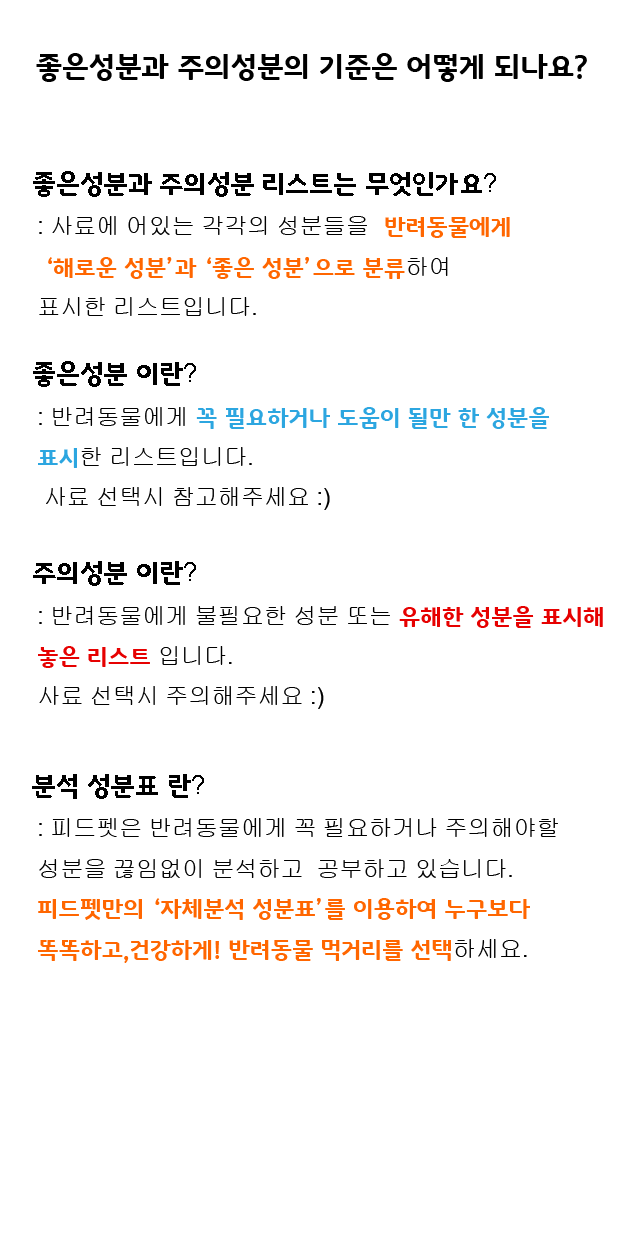 좋은성분과 주의성분의 기준은 어떻게 되나요?
좋은성분과 주의성분 리스트는 무엇인가요?
: 사료에 어있는 각각의 성분들을 반려동물에게
‘해로운 성분’과 ‘좋은 성분’으로 분류하여
표시한 리스트입니다.
좋은성분 이란?
: 반려동물에게 꼭 필요하거나 도움이 될만 한 성분을
표시한 리스트입니다.
사료 선택시 참고해주세요 :)
주의성분 이란?
: 반려동물에게 불필요한 성분 또는 유해한 성분을 표시해
놓은 리스트 입니다.
사료 선택시 주의해주세요 :)
분석 성분표 란?
: 피드펫은 반려동물에게 꼭 필요하거나 주의해야할
성분을 끊임없이 분석하고 공부하고 있습니다.
피드펫만의 ‘자체분석 성분표’를 이용하여 누구보다
똑똑하고,건강하게! 반려동물 먹거리를 선택하세요.